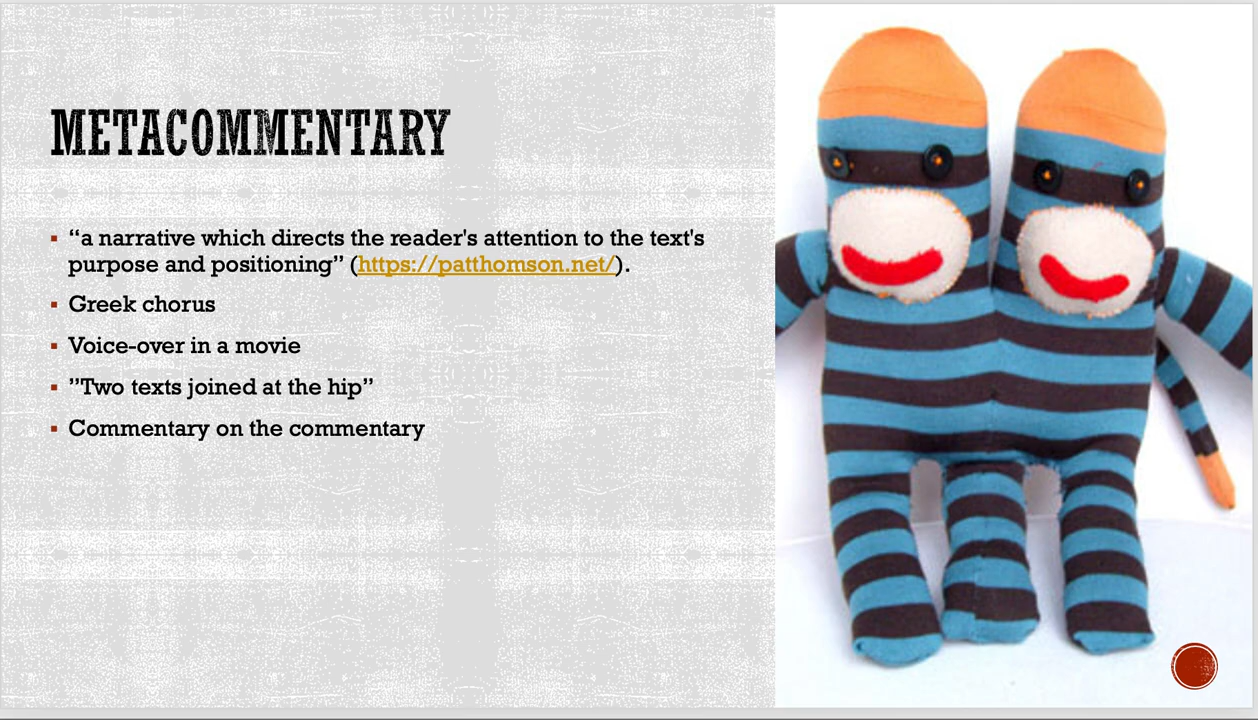 METACOMMENTARY
“a narrative which directs the reader's attention to the text's
purpose and positioning” (https://patthomson.net/).
Greek chorus
Voice-over in a movie
”Two texts joined at the hip”
Commentary on the commentary